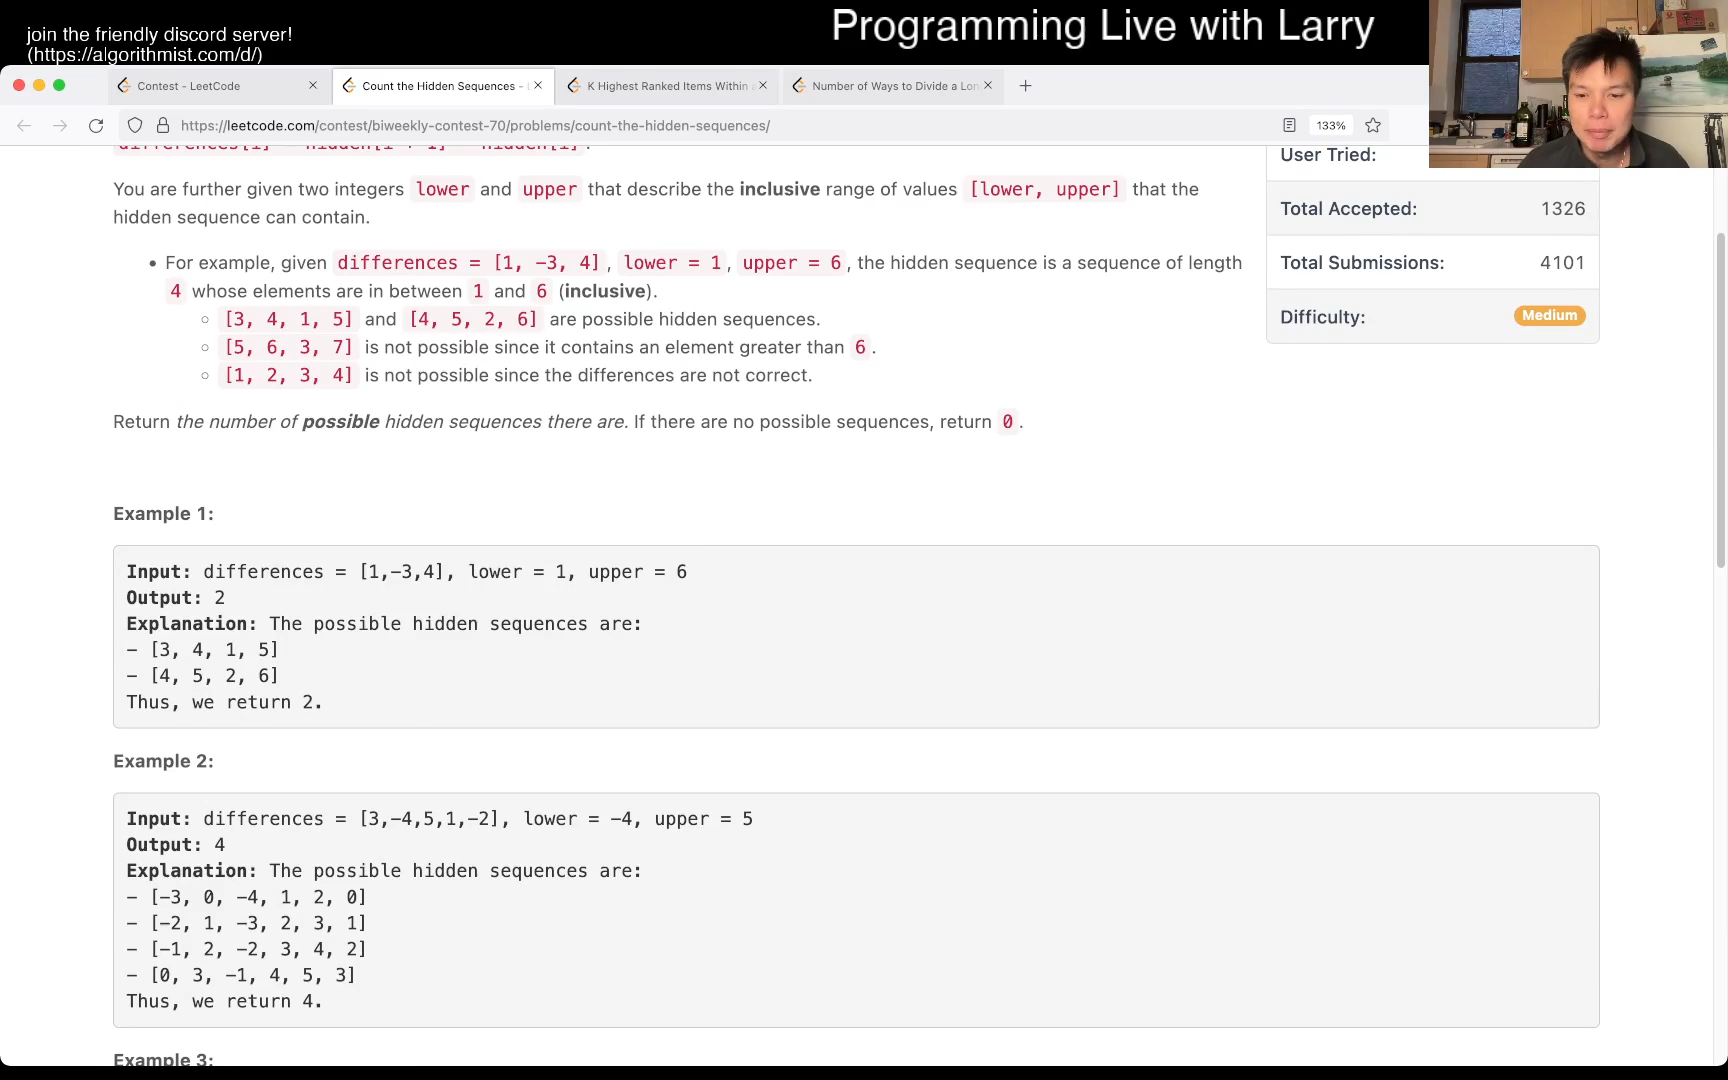 join the friendly discord server!
(https://algorithmist.com/d/)
Programming Live with Larry
Contest - LeetCode
Count the Hidden Sequences -
K Highest Ranked Items Within
Number of Ways to Divide a Lon
https://leetcode.com/contest/biweekly-contest-70/problems/count-the-hidden-sequences/
133%
differences[i] = hidden[i + 1] - hidden[i].
You are further given two integers lower and upper that describe the inclusive range of values [lower, upper] that the
hidden sequence can contain.
• For example, given differences = [1, -3, 4], lower = 1, upper = 6, the hidden sequence is a sequence of length
4 whose elements are in between 1 and 6 (inclusive).
◦ [3, 4, 1, 5] and [4, 5, 2, 6] are possible hidden sequences.
◦ [5, 6, 3, 7] is not possible since it contains an element greater than 6.
◦ [1, 2, 3, 4] is not possible since the differences are not correct.
Return the number of possible hidden sequences there are. If there are no possible sequences, return 0.
User Tried:
Total Accepted: 1326
Total Submissions: 4101
Difficulty: Medium
Example 1:
Input: differences = [1,-3,4], lower = 1, upper = 6
Output: 2
Explanation: The possible hidden sequences are:
- [3, 4, 1, 5]
- [4, 5, 2, 6]
Thus, we return 2.
Example 2:
Input: differences = [3,-4,5,1,-2], lower = -4, upper = 5
Output: 4
Explanation: The possible hidden sequences are:
- [-3, 0, -4, 1, 2, 0]
- [-2, 1, -3, 2, 3, 1]
- [-1, 2, -2, 3, 4, 2]
- [0, 3, -1, 4, 5, 3]
Thus, we return 4.
Example 3: